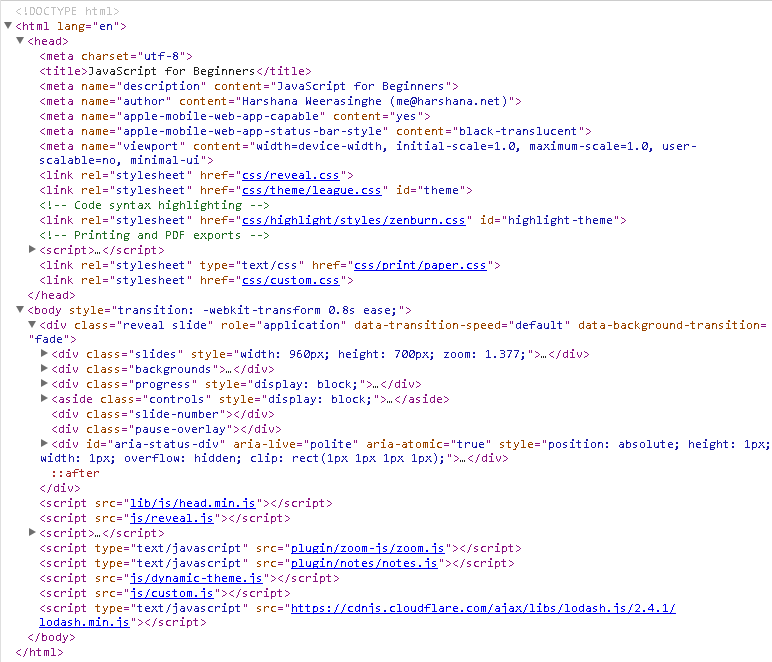 <!DOCTYPE html>
▼<html lang="en">
▼<head>
<meta charset="utf-8">
<title>JavaScript for Beginners</title>
<meta name="description" content="JavaScript for Beginners">
<meta name="author" content="Harshana Weerasinghe (me@harshana.net)">
<meta name="apple-mobile-web-app-capable" content="yes">
<meta name="apple-mobile-web-app-status-bar-style" content="black-translucent">
<meta name="viewport" content="width=device-width, initial-scale=1.0, maximum-scale=1.0, user-
scalable=no, minimal-ui">
<link rel="stylesheet" href="css/reveal.css">
<link rel="stylesheet" href="css/theme/league.css" id="theme">
<!-- Code syntax highlighting -->
<link rel="stylesheet" href="css/highlight/styles/zenburn.css" id="highlight-theme">
<!-- Printing and PDF exports -->
▶<script>…</script>
<link rel="stylesheet" type="text/css" href="css/print/paper.css">
<link rel="stylesheet" href="css/custom.css">
</head>
▼<body style="transition: -webkit-transform 0.8s ease;">
▼<div class="reveal slide" role="application" data-transition-speed="default" data-background-transition=
"fade">
▶<div class="slides" style="width: 960px; height: 700px; zoom: 1.377;">…</div>
▶<div class="backgrounds">…</div>
▶<div class="progress" style="display: block;">…</div>
▶<aside class="controls" style="display: block;">…</aside>
<div class="slide-number"></div>
<div class="pause-overlay"></div>
▶<div id="aria-status-div" aria-live="polite" aria-atomic="true" style="position: absolute; height: 1px;
width: 1px; overflow: hidden; clip: rect(1px 1px 1px 1px);">…</div>
::after
</div>
<script src="lib/js/head.min.js"></script>
<script src="js/reveal.js"></script>
▶<script>…</script>
<script type="text/javascript" src="plugin/zoom-js/zoom.js"></script>
<script type="text/javascript" src="plugin/notes/notes.js"></script>
<script src="js/dynamic-theme.js"></script>
<script src="js/custom.js"></script>
<script type="text/javascript" src="https://cdnjs.cloudflare.com/ajax/libs/lodash.js/2.4.1/
lodash.min.js"></script>
</body>
</html>